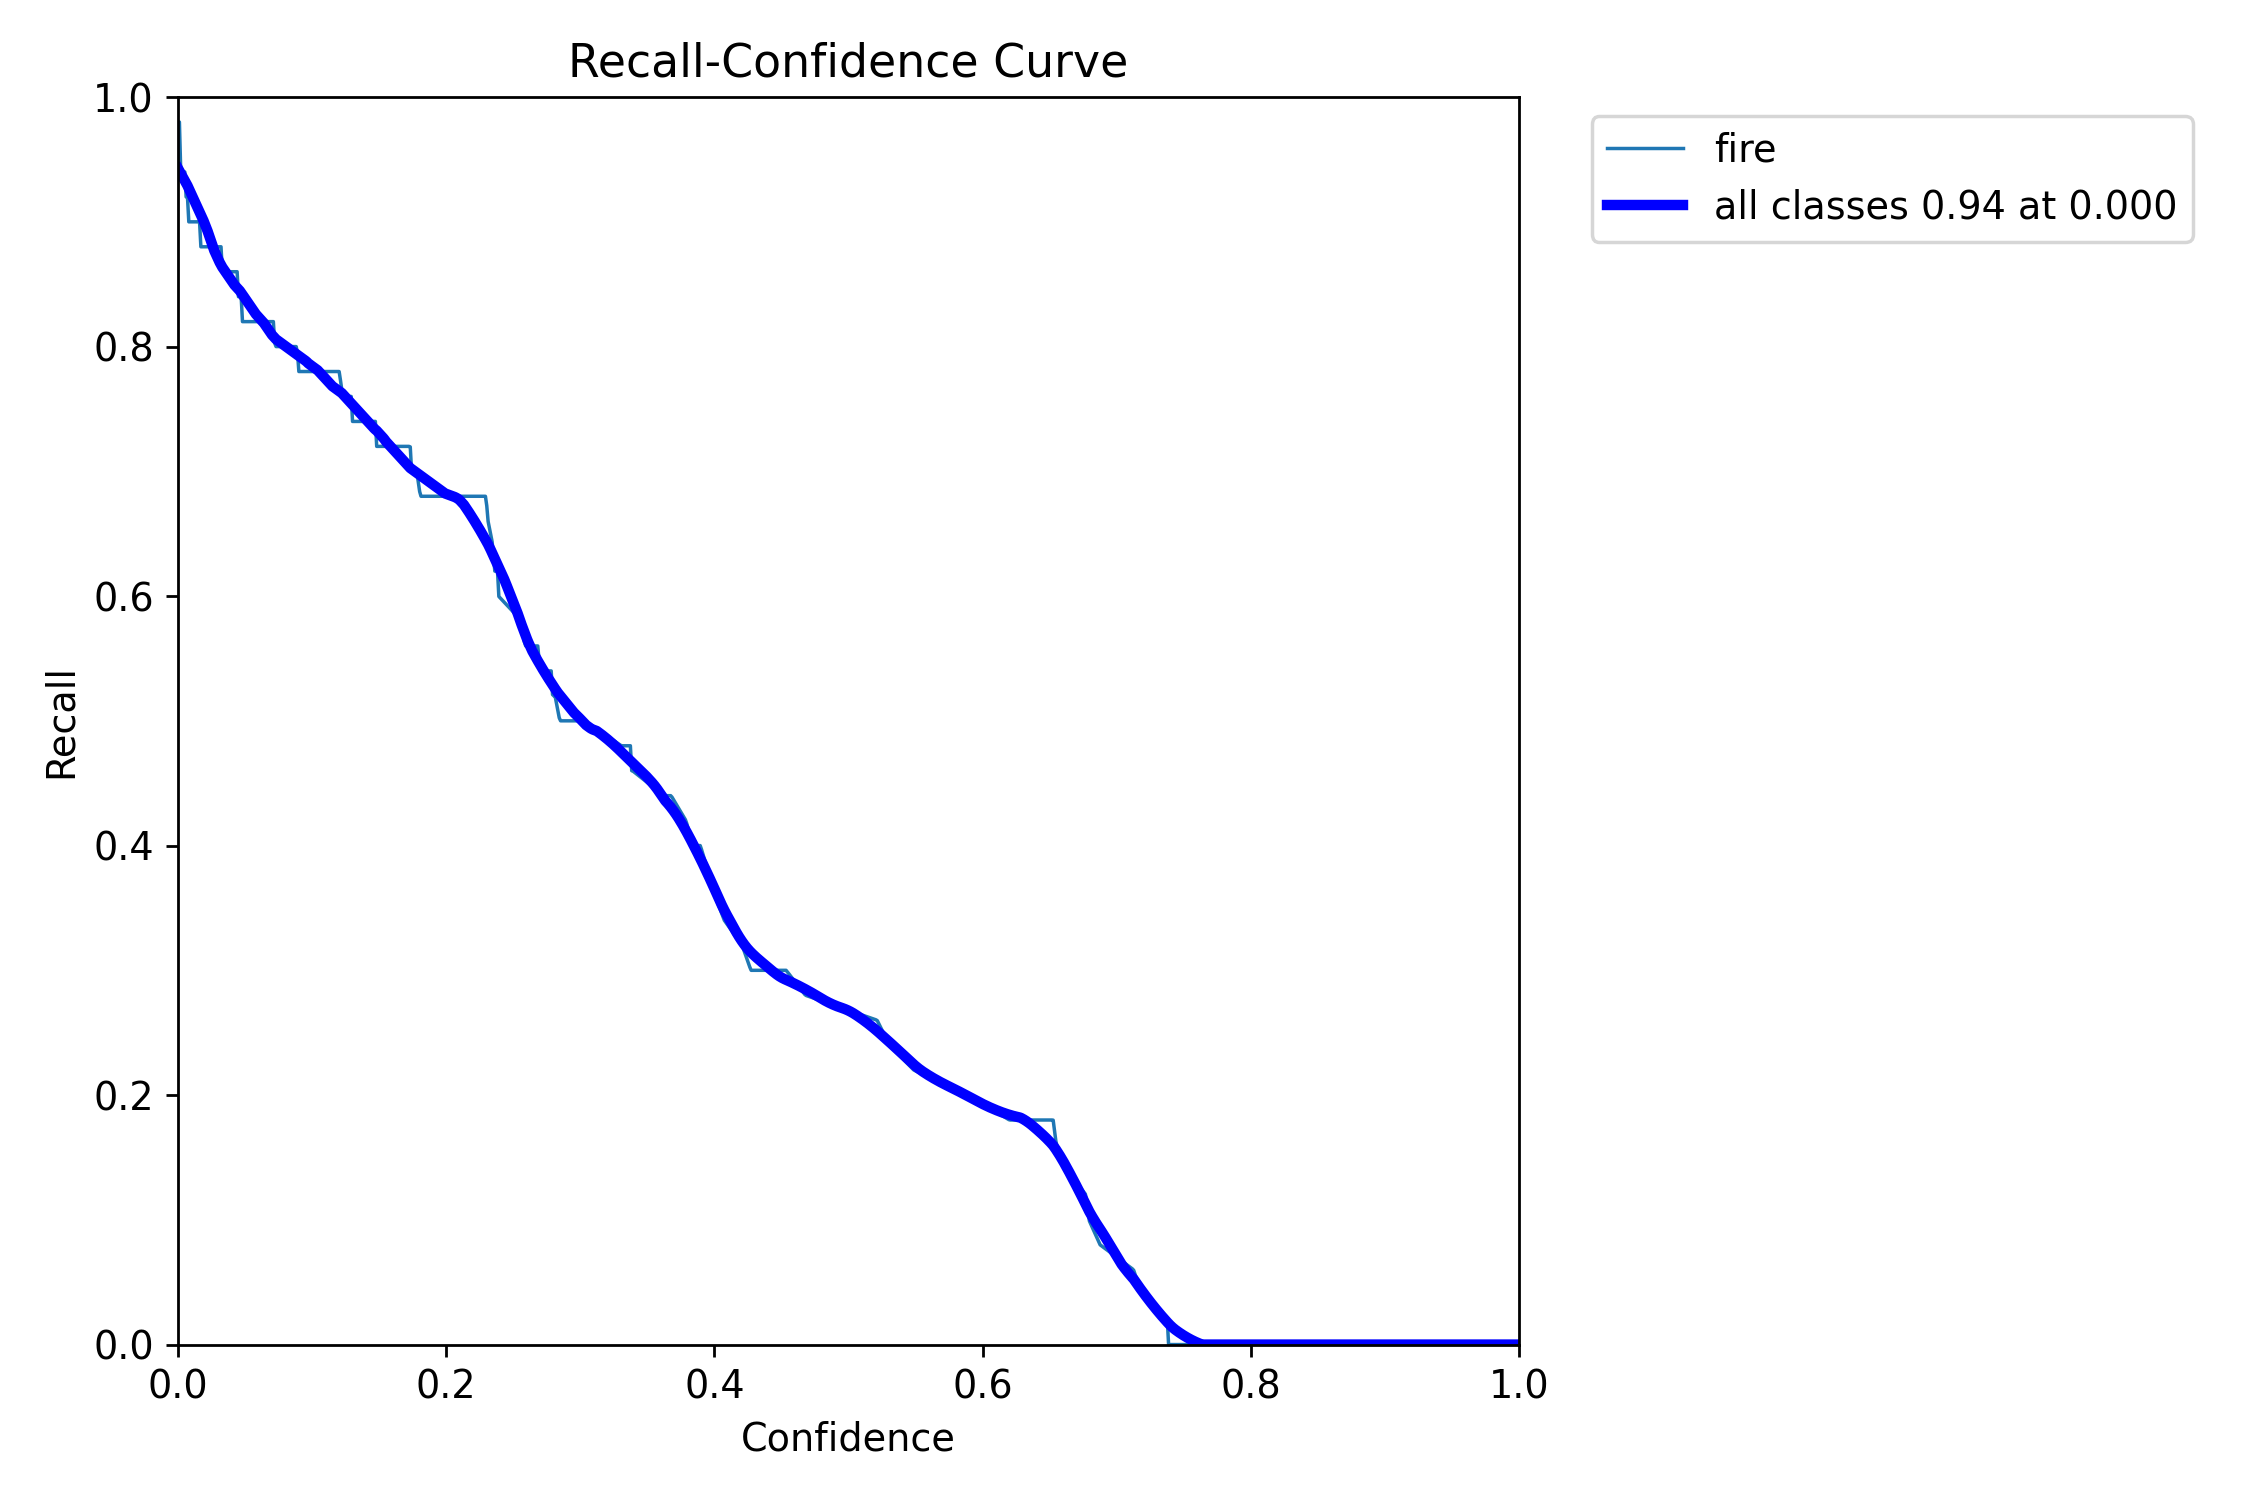 Recall-Confidence Curve
1.0
0.8
0.6
0.4
0.2
0.0
Recall
0.0 0.2 0.4 0.6 0.8 1.0
Confidence
fire
all classes 0.94 at 0.000